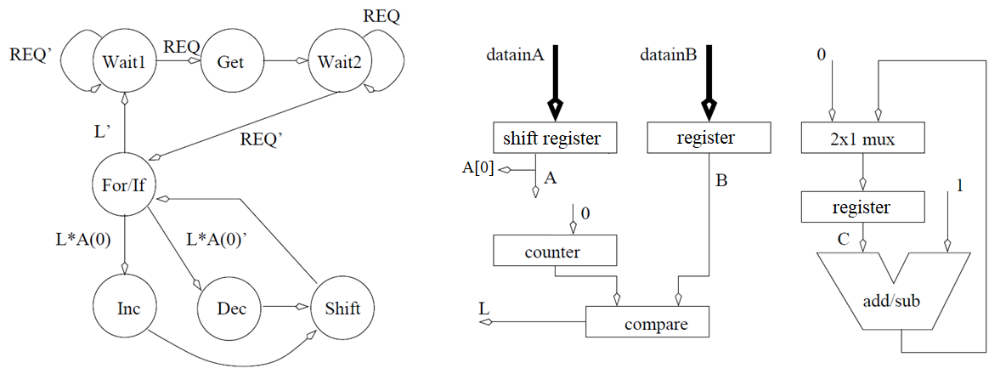 REQ
REQ'
Wait1
REQ
Get
Wait2
L'
REQ'
For/If
L*A(0)
L*A(0)'
Inc
Dec
Shift
datainA
datainB
shift register
register
A[0]
A
B
0
counter
L
compare
0
2x1 mux
register
1
C
add/sub